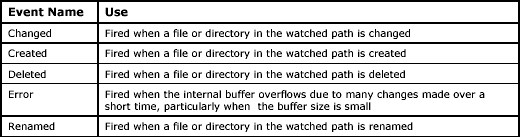 Event Name Use
Changed Fired when a file or directory in the watched path is changed
Created Fired when a file or directory in the watched path is created
Deleted Fired when a file or directory in the watched path is deleted
Error Fired when the internal buffer overflows due to many changes made over a
short time, particularly when the buffer size is small
Renamed Fired when a file or directory in the watched path is renamed